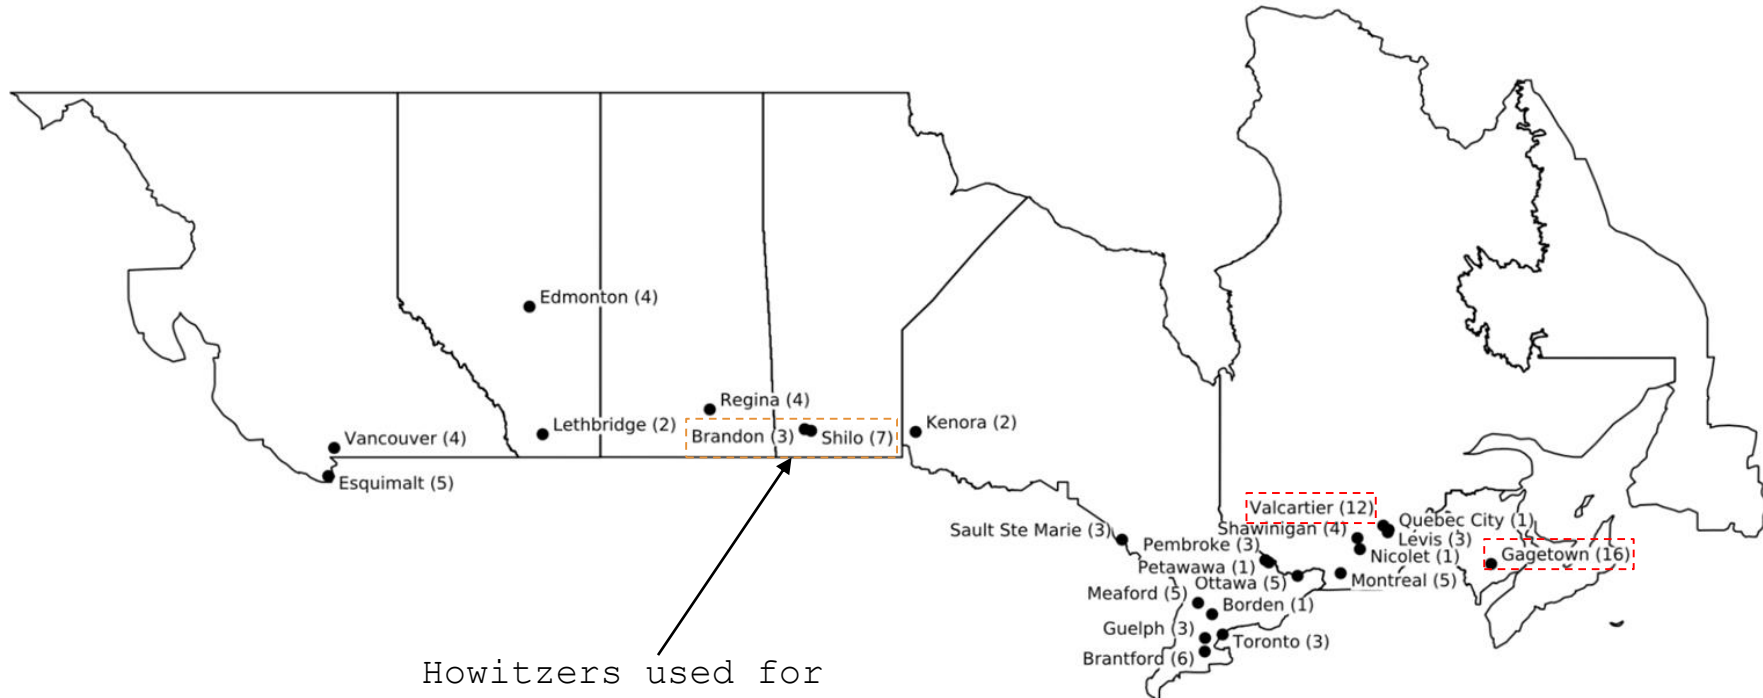 Edmonton (4)
Regina (4)
Lethbridge (2)
Brandon (3)
Shilo (7)
Kenora (2)
Vancouver (4)
Esquimalt (5)
Valcartier (12)
Quebec City (1)
Sault Ste Marie (3)
Shawinigan (4)
Lévis (3)
Pembroke (3)
Nicolet (1)
Gagetown (16)
Petawawa (1)
Ottawa (5)
Montreal (5)
Meaford (5)
Borden (1)
Guelph (3)
Toronto (3)
Brantford (6)
Howitzers used for